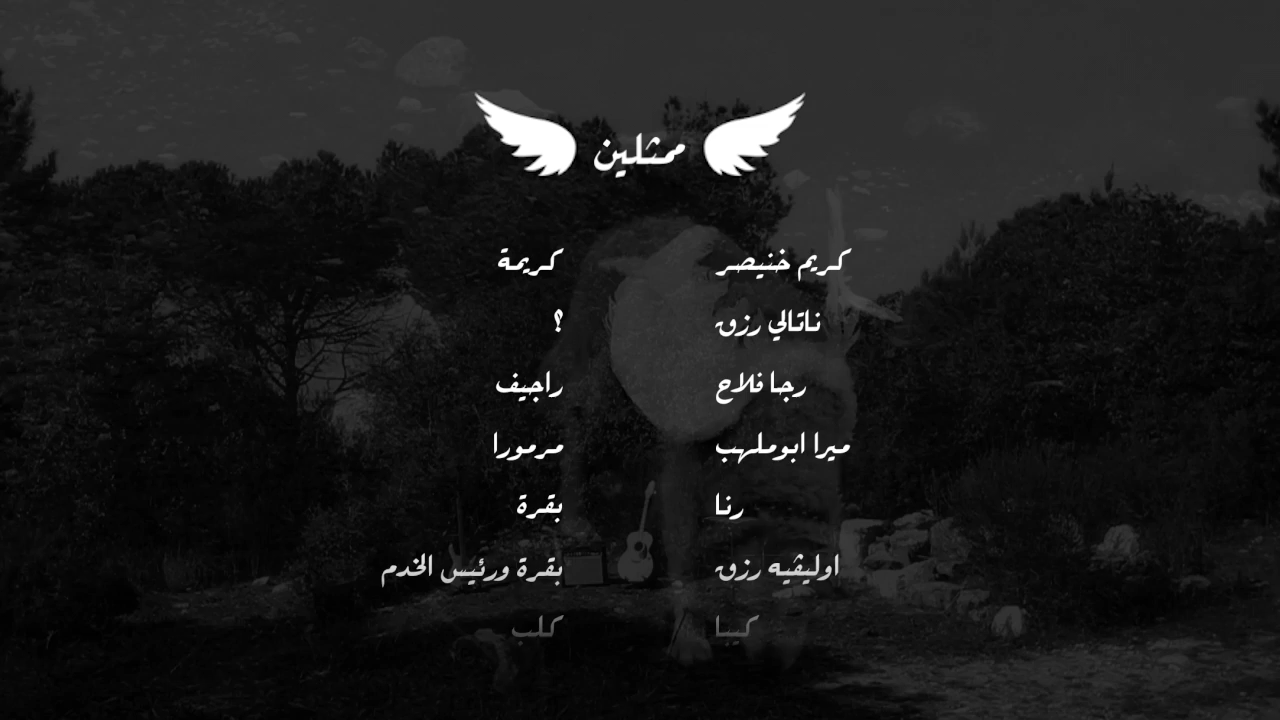 ممثلين
كريم خنيصر كريمة
ناتالي رزق ؟
رجا فلاح راجيف
ميرا ابوملهب مرمورا
رنا بقرة
اوليڤيه رزق بقرة ورئيس الخدم
كيبا كلب